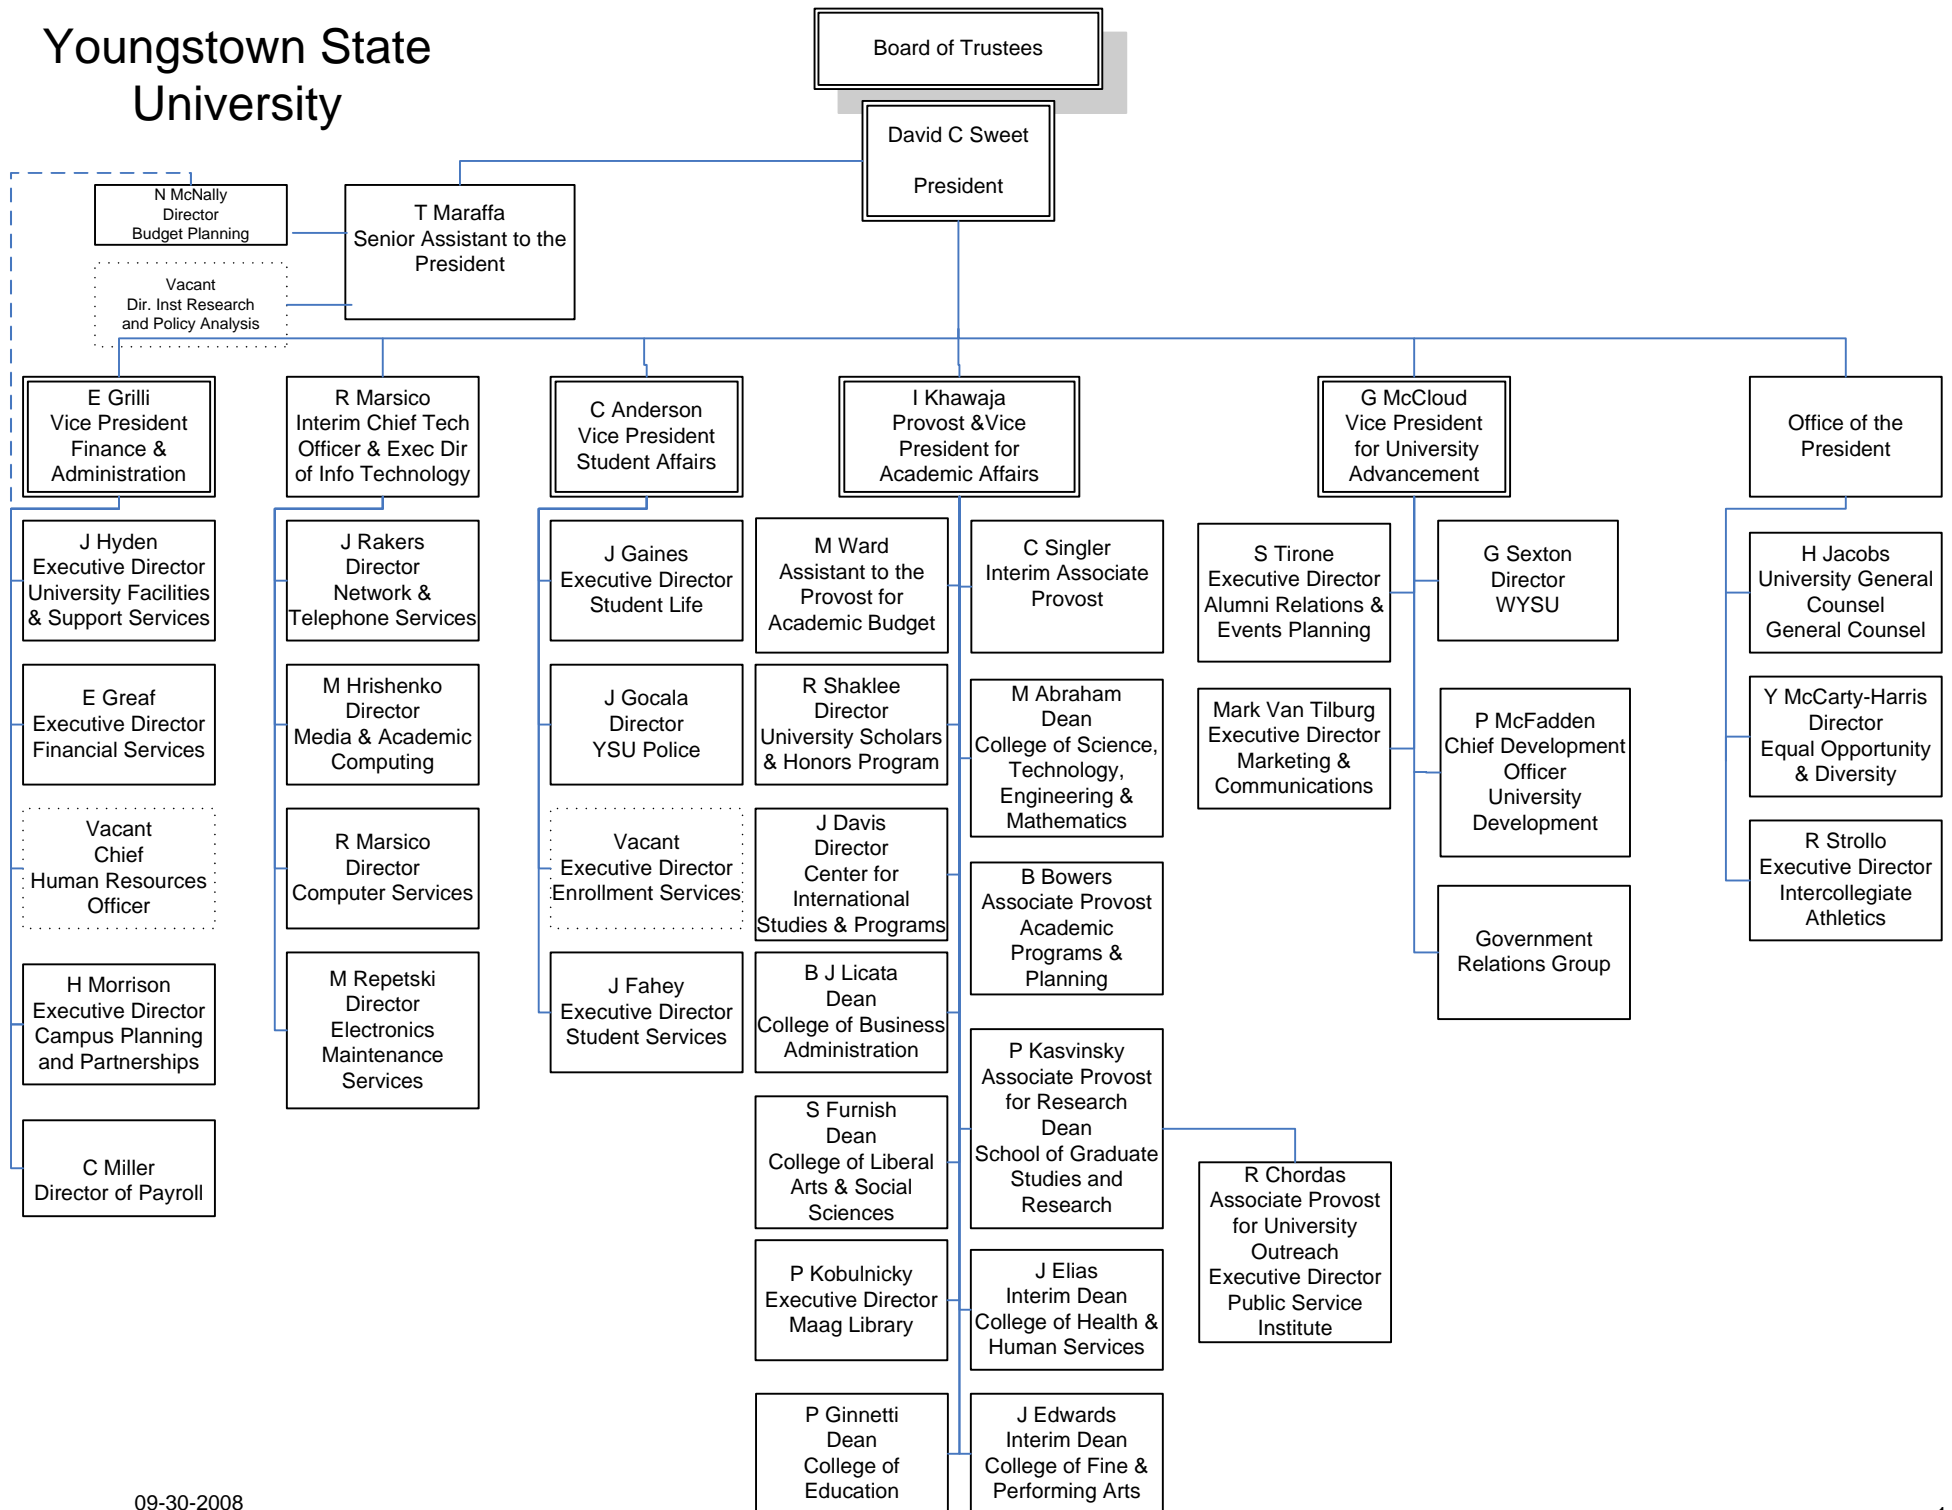 Youngstown State
University
Board of Trustees
David C Sweet
President
N McNally
Director
Budget Planning
T Maraffa
Senior Assistant to the
President
Vacant
Dir. Inst Research
and Policy Analysis
E Grilli
Vice President
Finance &
Administration
R Marsico
Interim Chief Tech
Officer & Exec Dir
of Info Technology
C Anderson
Vice President
Student Affairs
I Khawaja
Provost &Vice
President for
Academic Affairs
G McCloud
Vice President
for University
Advancement
Office of the
President
J Hyden
Executive Director
University Facilities
& Support Services
E Greaf
Executive Director
Financial Services
Vacant
Chief
Human Resources
Officer
H Morrison
Executive Director
Campus Planning
and Partnerships
C Miller
Director of Payroll
J Rakers
Director
Network &
Telephone Services
M Hrishenko
Director
Media & Academic
Computing
R Marsico
Director
Computer Services
M Repetski
Director
Electronics
Maintenance
Services
J Gaines
Executive Director
Student Life
J Gocala
Director
YSU Police
Vacant
Executive Director
Enrollment Services
J Fahey
Executive Director
Student Services
M Ward
Assistant to the
Provost for
Academic Budget
R Shaklee
Director
University Scholars
& Honors Program
J Davis
Director
Center for
International
Studies & Programs
B J Licata
Dean
College of Business
Administration
S Furnish
Dean
College of Liberal
Arts & Social
Sciences
P Kobulnicky
Executive Director
Maag Library
P Ginnetti
Dean
College of
Education
C Singler
Interim Associate
Provost
M Abraham
Dean
College of Science,
Technology,
Engineering &
Mathematics
B Bowers
Associate Provost
Academic
Programs &
Planning
P Kasvinsky
Associate Provost
for Research
Dean
School of Graduate
Studies and
Research
J Elias
Interim Dean
College of Health &
Human Services
J Edwards
Interim Dean
College of Fine &
Performing Arts
R Chordas
Associate Provost
for University
Outreach
Executive Director
Public Service
Institute
S Tirone
Executive Director
Alumni Relations &
Events Planning
Mark Van Tilburg
Executive Director
Marketing &
Communications
G Sexton
Director
WYSU
P McFadden
Chief Development
Officer
University
Development
Government
Relations Group
H Jacobs
University General
Counsel
General Counsel
Y McCarty-Harris
Director
Equal Opportunity
& Diversity
R Strollo
Executive Director
Intercollegiate
Athletics
09-30-2008